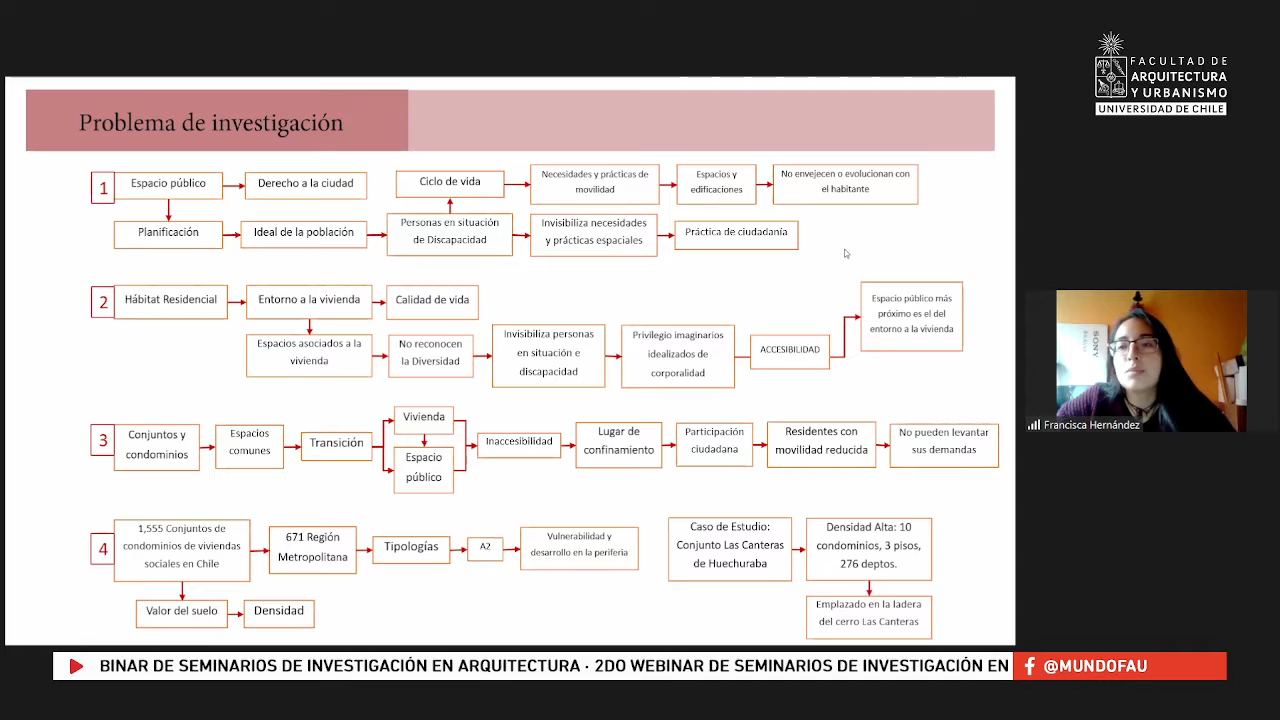 FACULTAD DE
ARQUITECTURA
Y URBANISMO
UNIVERSIDAD DE CHILE
Problema de investigación
1
Espacio público
Derecho a la ciudad
Ciclo de vida
Necesidades y prácticas de
movilidad
Espacios y
edificaciones
No envejecen o evolucionan con
el habitante
Planificación
Ideal de la población
Personas en situación
de Discapacidad
Invisibiliza necesidades
y prácticas espaciales
Práctica de ciudadanía
2
Hábitat Residencial
Entorno a la vivienda
Calidad de vida
Espacio público más
próximo es el del
entorno a la vivienda
Espacios asociados a la
vivienda
No reconocen
la Diversidad
Invisibiliza personas
en situación e
discapacidad
Privilegio imaginarios
idealizados de
corporalidad
ACCESIBILIDAD
SONY
Francisca Hernández
3
Conjuntos y
condominios
Espacios
comunes
Transición
Vivienda
Espacio
público
Inaccesibilidad
Lugar de
confinamiento
Participación
ciudadana
Residentes con
movilidad reducida
No pueden levantar
sus demandas
4
1,555 Conjuntos de
condominios de viviendas
sociales en Chile
671 Región
Metropolitana
Tipologías
A2
Vulnerabilidad y
desarrollo en la periferia
Caso de Estudio:
Conjunto Las Canteras
de Huechuraba
Densidad Alta: 10
condominios, 3 pisos,
276 deptos.
Valor del suelo
Densidad
Emplazado en la ladera
del cerro Las Canteras
BINAR DE SEMINARIOS DE INVESTIGACIÓN EN ARQUITECTURA · 2DO WEBINAR DE SEMINARIOS DE INVESTIGACIÓN EN
@MUNDOFAU